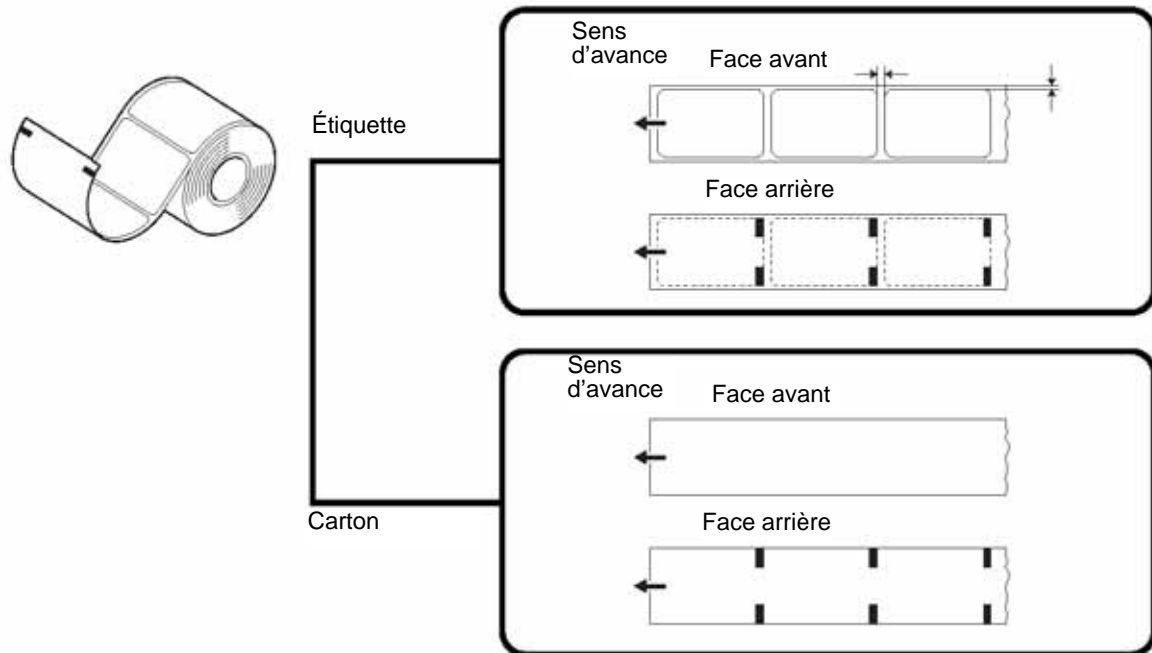 Étiquette
Sens
d'avance
Face avant
Face arrière
Carton
Sens
d'avance
Face avant
Face arrière